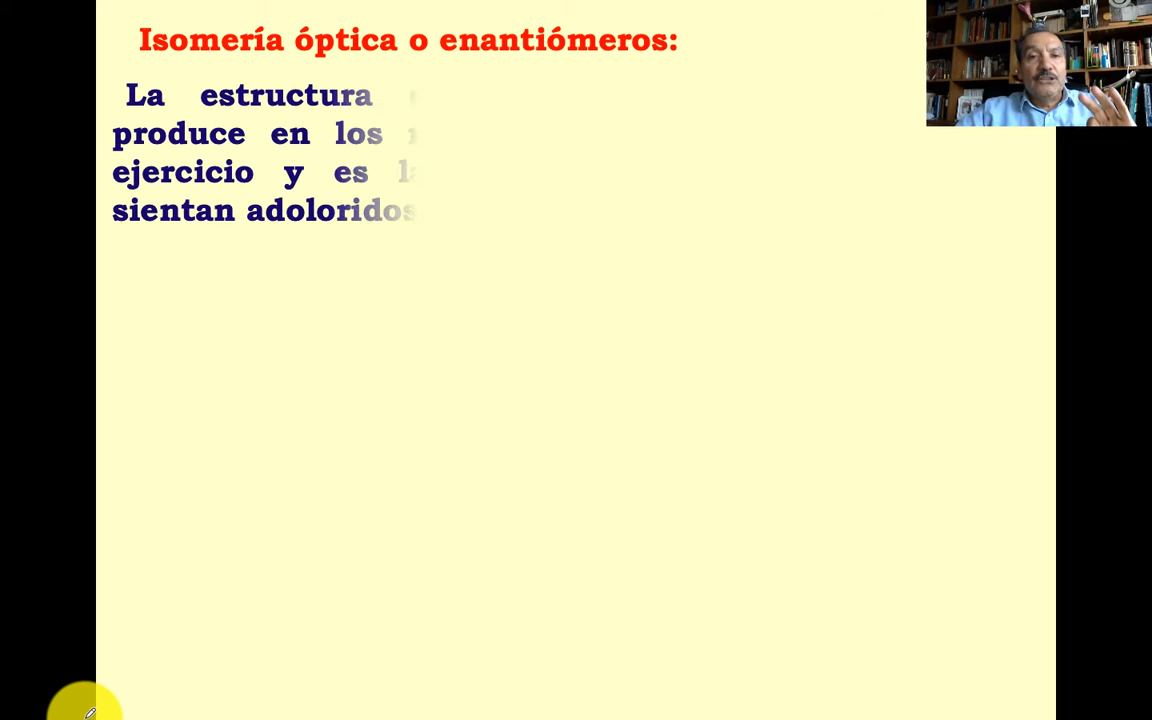 Isomería óptica o enantiómeros:
La estructura
produce en los
ejercicio y es
sientan adoloridos